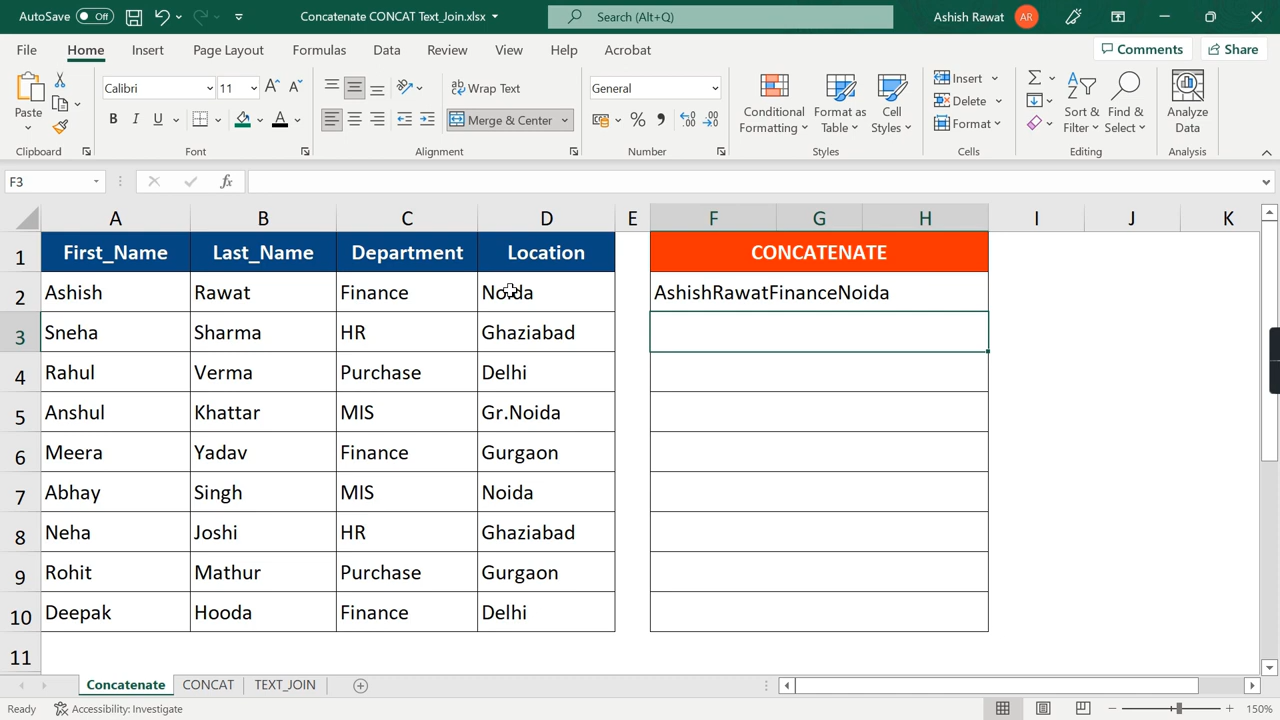 AutoSave Off Concatenate CONCAT Text_Join.xlsx Search (Alt+Q) Ashish Rawat AR
File Home Insert Page Layout Formulas Data Review View Help Acrobat Comments Share
Calibri 11 Wrap Text General Insert
Paste Conditional Formatting Format as Table Cell Styles Delete Sort & Filter Find & Select Analyze Data
B I U A Merge & Center % , Format
Clipboard Font Alignment Number Styles Cells Editing Analysis
F3 fx
A B C D E F G H I J K
1 First_Name Last_Name Department Location CONCATENATE
2 Ashish Rawat Finance Noida AshishRawatFinanceNoida
3 Sneha Sharma HR Ghaziabad
4 Rahul Verma Purchase Delhi
5 Anshul Khattar MIS Gr.Noida
6 Meera Yadav Finance Gurgaon
7 Abhay Singh MIS Noida
8 Neha Joshi HR Ghaziabad
9 Rohit Mathur Purchase Gurgaon
10 Deepak Hooda Finance Delhi
11
Concatenate CONCAT TEXT_JOIN
Ready Accessibility: Investigate 150%